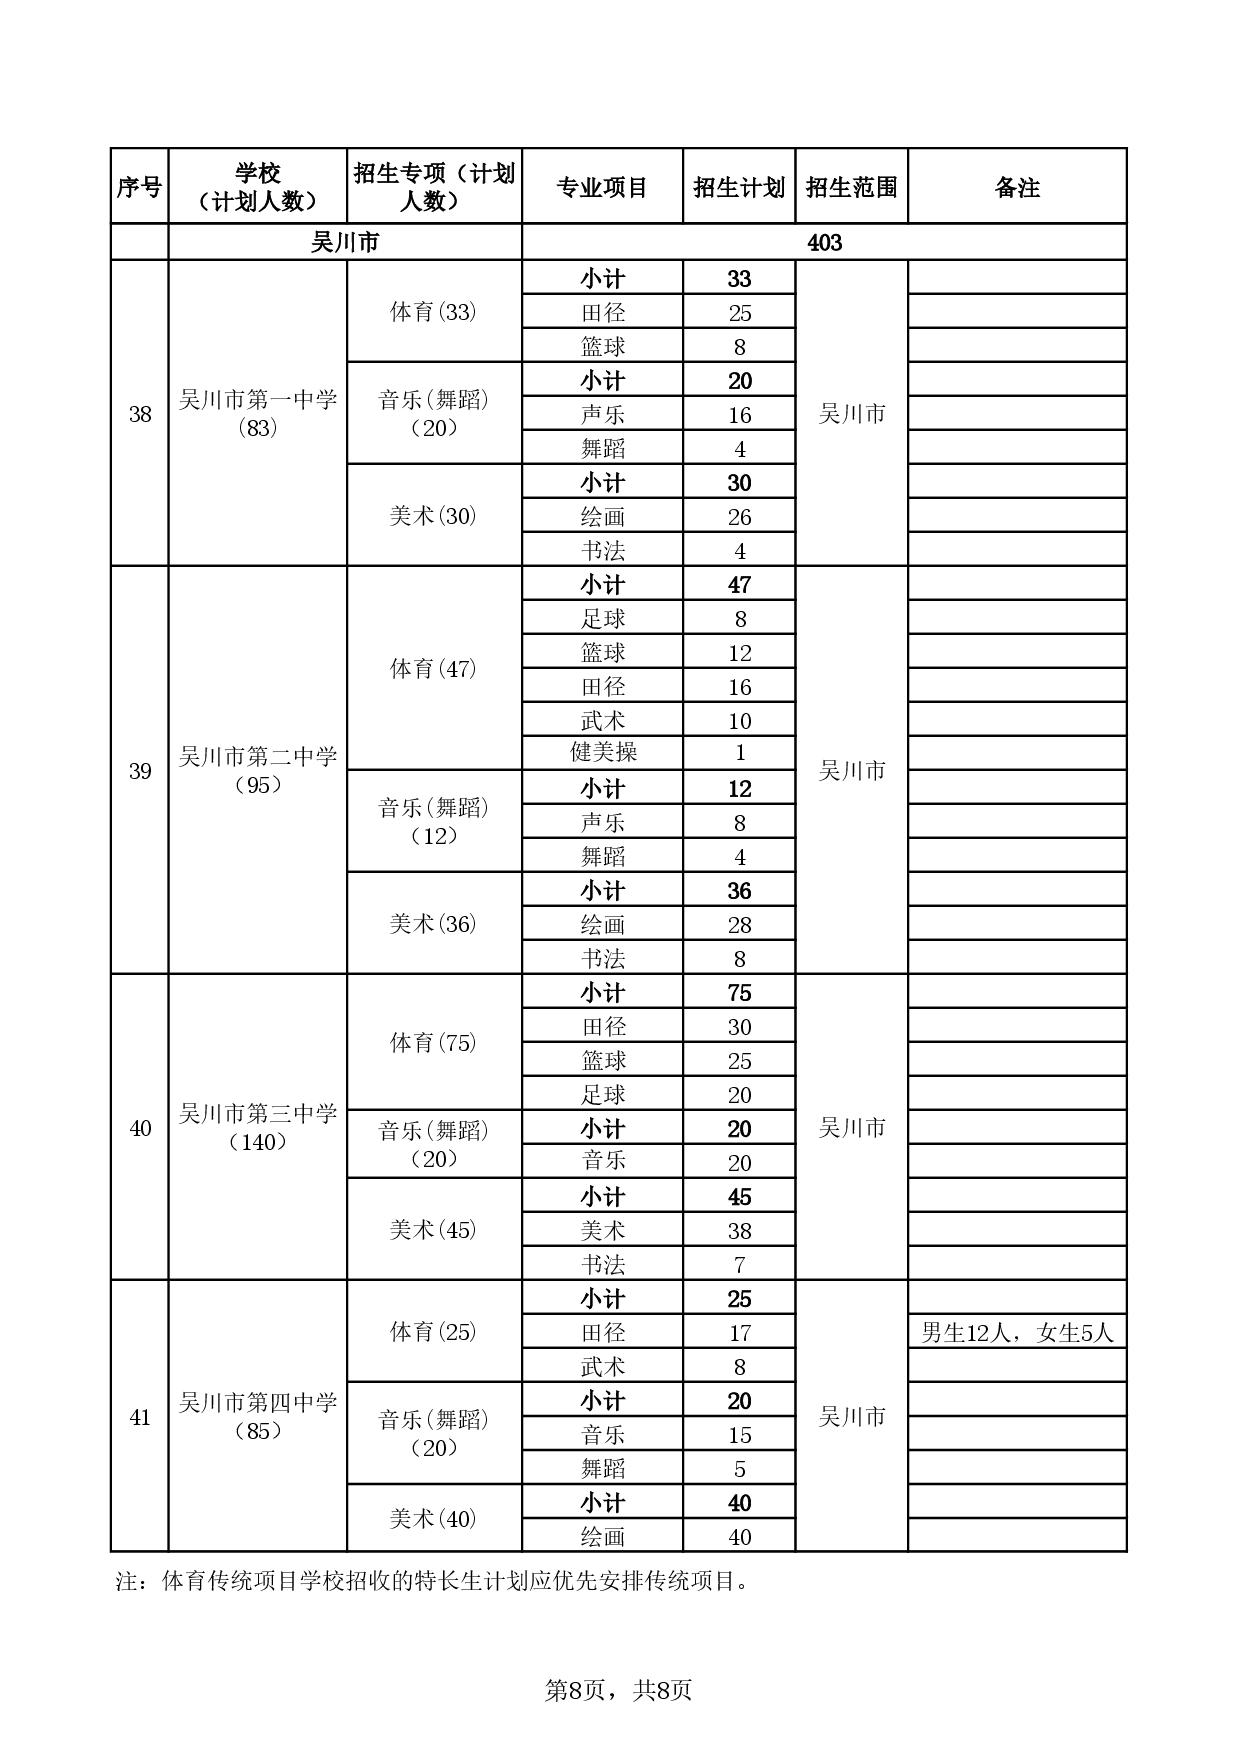 序号 学校（计划人数） 招生专项（计划人数） 专业项目 招生计划 招生范围 备注
吴川市 403
38 吴川市第一中学(83) 体育(33) 小计 33 吴川市
田径 25
篮球 8
音乐(舞蹈)（20） 小计 20
声乐 16
舞蹈 4
美术(30) 小计 30
绘画 26
书法 4
39 吴川市第二中学（95） 体育(47) 小计 47 吴川市
足球 8
篮球 12
田径 16
武术 10
健美操 1
音乐(舞蹈)（12） 小计 12
声乐 8
舞蹈 4
美术(36) 小计 36
绘画 28
书法 8
40 吴川市第三中学（140） 体育(75) 小计 75 吴川市
田径 30
篮球 25
足球 20
音乐(舞蹈)（20） 小计 20
音乐 20
美术(45) 小计 45
美术 38
书法 7
41 吴川市第四中学（85） 体育(25) 小计 25 吴川市
田径 17 男生12人，女生5人
武术 8
音乐(舞蹈)（20） 小计 20
音乐 15
舞蹈 5
美术(40) 小计 40
绘画 40
注：体育传统项目学校招收的特长生计划应优先安排传统项目。
第8页，共8页